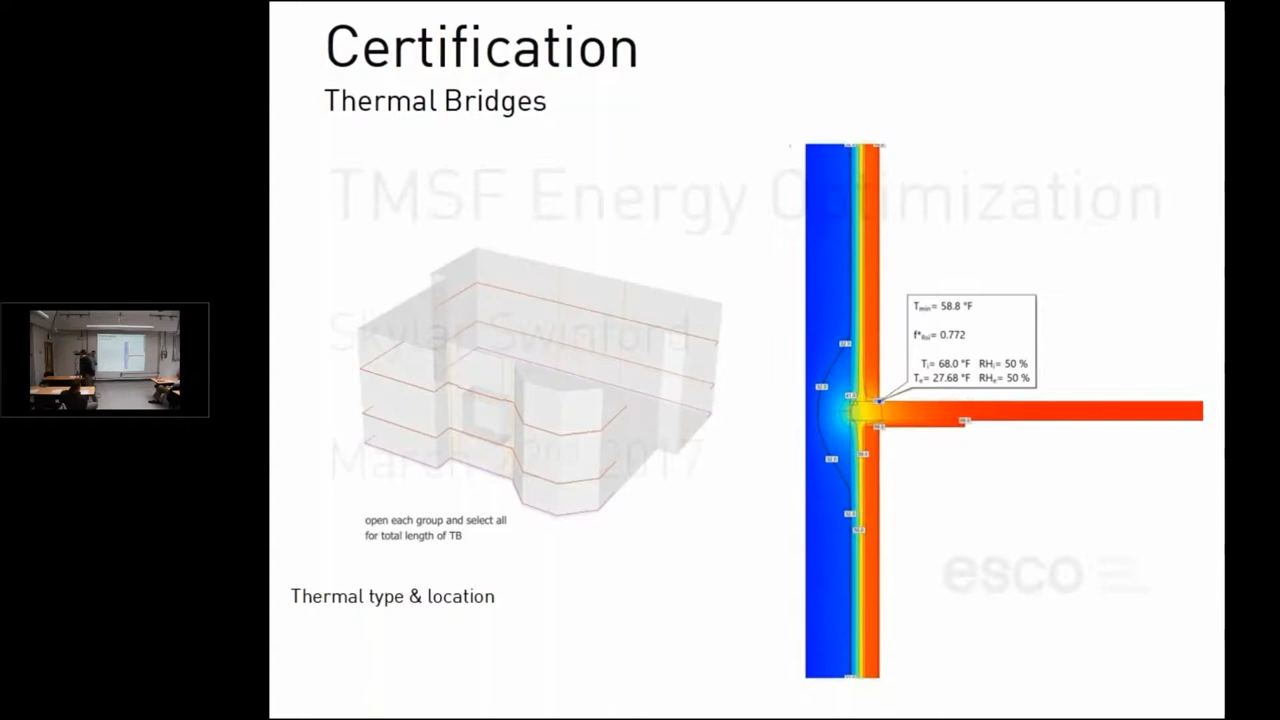 Certification
Thermal Bridges
TMSF Energy Optimization
Skylar Swinford
March 22nd, 2017
Tmin= 58.8 °F
f*Rsi= 0.772
Ti= 68.0 °F RHi= 50 %
Te= 27.68 °F RHe= 50 %
open each group and select all
for total length of TB
esco
Thermal type & location